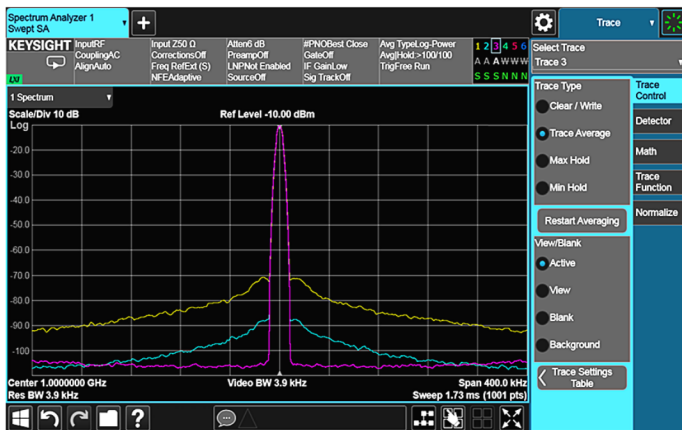 Spectrum Analyzer 1
Swept SA
Trace
KEYSIGHT
Input RF
Coupling AC
Align Auto
LXI
Input Z 50 Ω
Corrections Off
Freq Ref Ext (S)
NFE Adaptive
Atten 6 dB
Preamp Off
LNP Not Enabled
Source Off
#PNO Best Close
Gate Off
IF Gain Low
Sig Track Off
Avg Type Log-Power
Avg|Hold >100/100
Trig Free Run
1 2 3 4 5 6
A A A W W W
S S S N N N
Select Trace
Trace 3
1 Spectrum
Scale/Div 10 dB
Ref Level -10.00 dBm
Log
-20.0
-30.0
-40.0
-50.0
-60.0
-70.0
-80.0
-90.0
-100
Center 1.0000000 GHz
Video BW 3.9 kHz
Span 400.0 kHz
Res BW 3.9 kHz
Sweep 1.73 ms (1001 pts)
?
Trace Type
Clear / Write
Trace Average
Max Hold
Min Hold
Restart Averaging
View/Blank
Active
View
Blank
Background
Trace Settings
Table
Trace
Control
Detector
Math
Trace
Function
Normalize